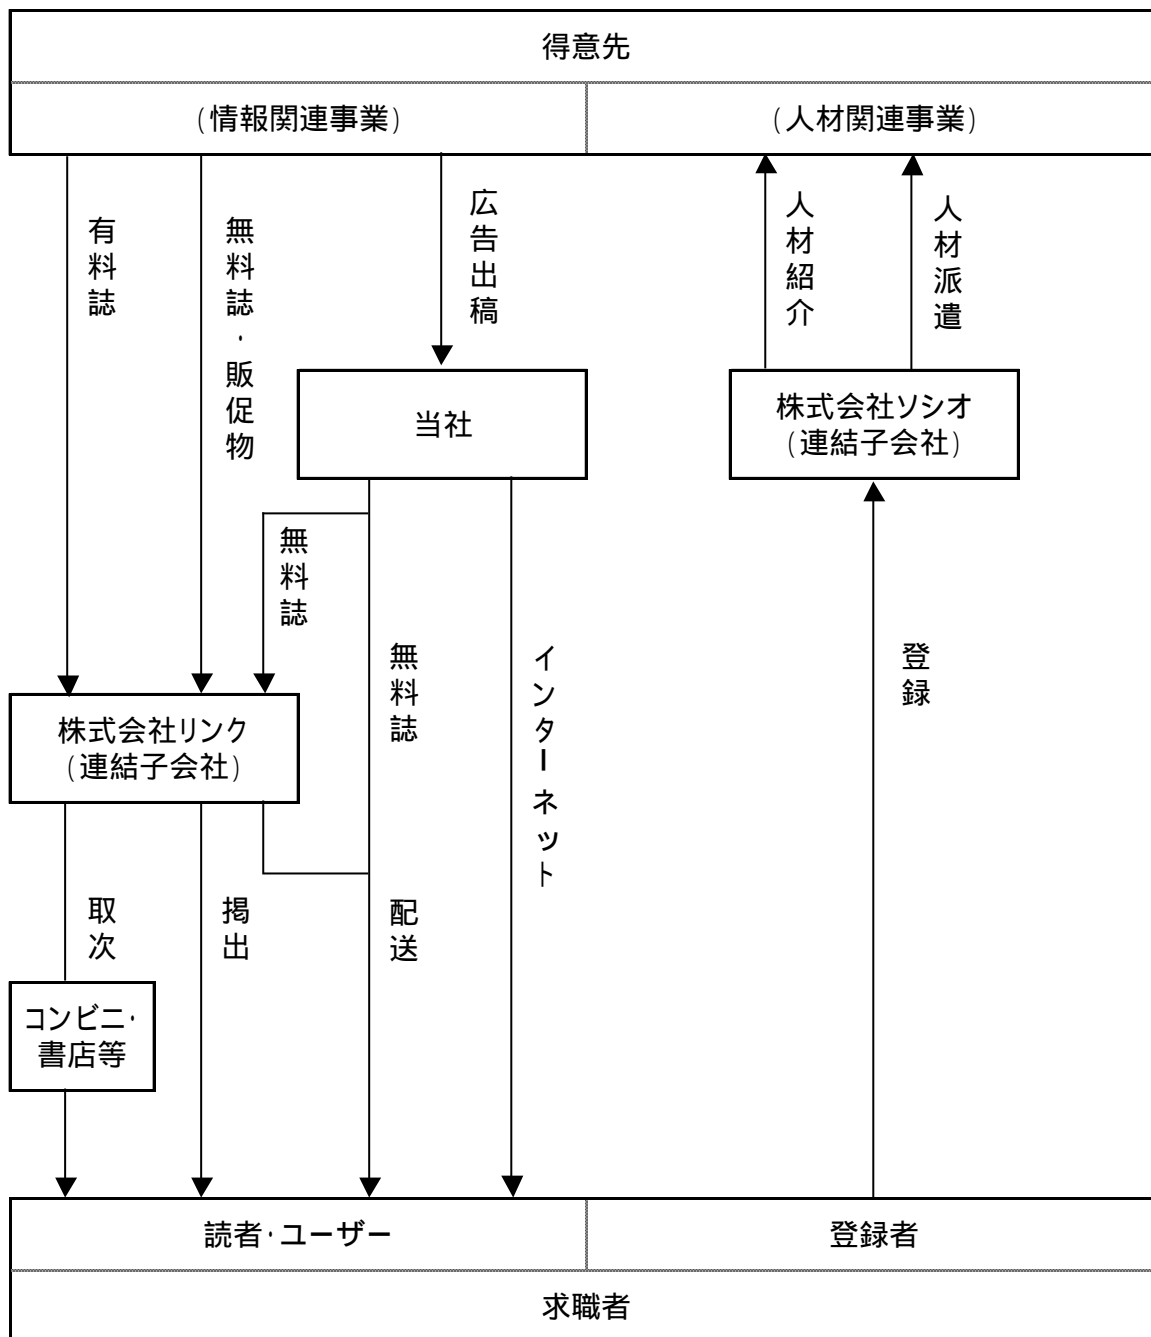 得意先
(情報関連事業)
(人材関連事業)
有料誌
無料誌・販促物
広告出稿
人材紹介
人材派遣
当社
株式会社ソシオ
(連結子会社)
無料誌
無料誌
インターネット
登録
株式会社リンク
(連結子会社)
取次
掲出
配送
コンビニ・
書店等
読者・ユーザー
登録者
求職者